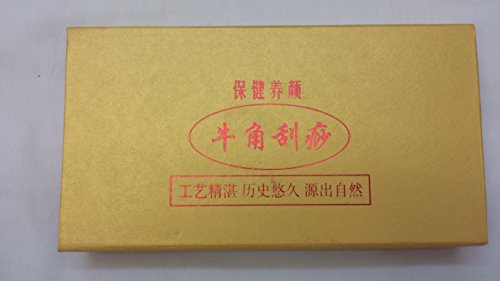 保健养颜
牛角刮痧
工艺精湛 历史悠久 源出自然